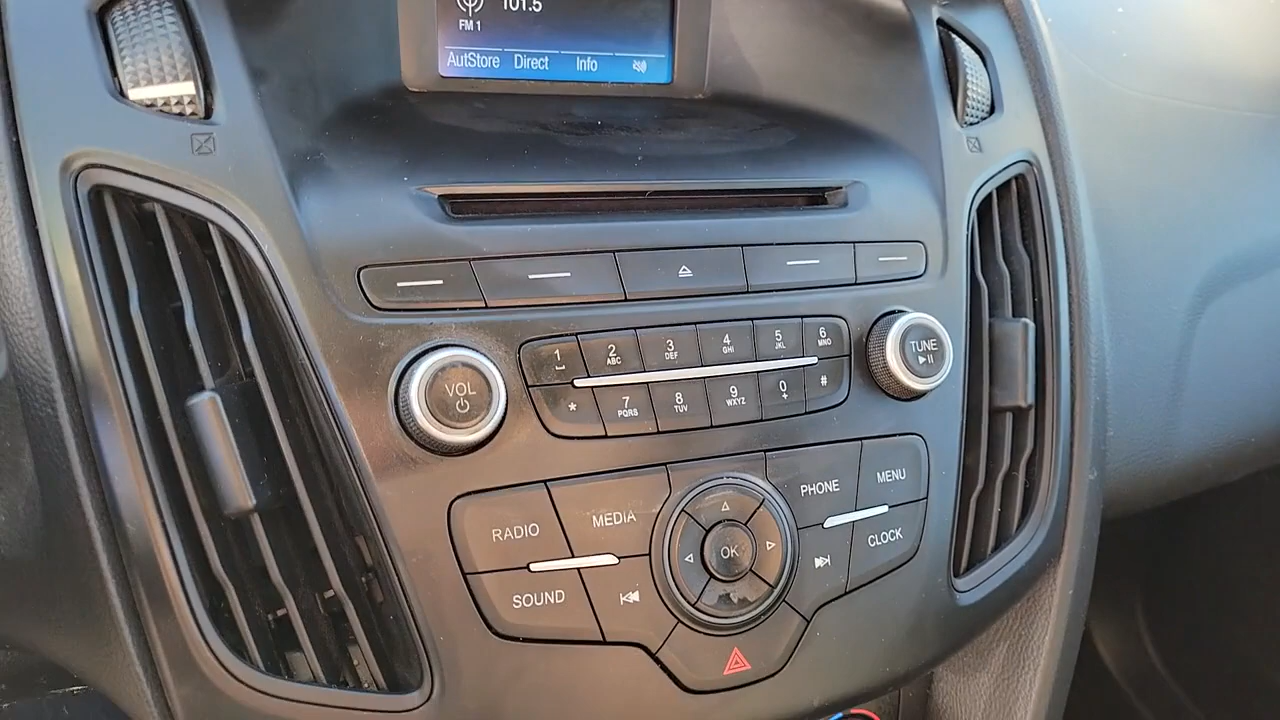 101.5
FM 1
AutStore Direct Info
1 2 ABC 3 DEF 4 GHI 5 JKL 6 MNO
* 7 PQRS 8 TUV 9 WXYZ 0 + #
VOL
TUNE
RADIO MEDIA PHONE MENU
OK
SOUND CLOCK